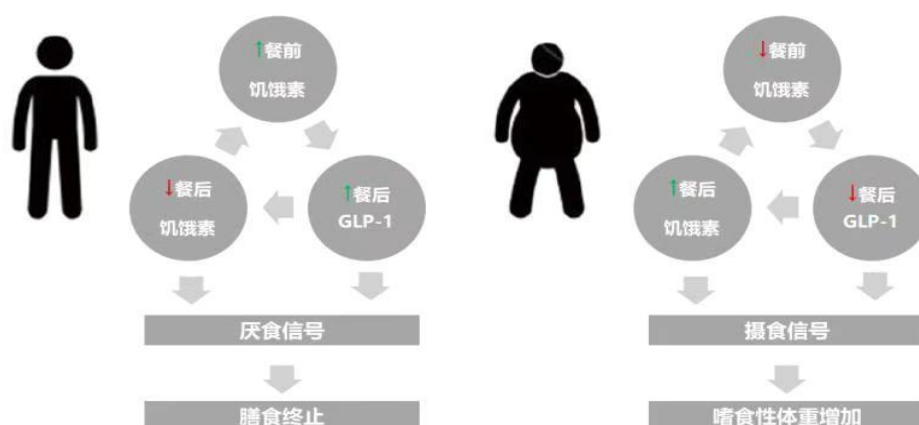 ↑餐前
饥饿素
↓餐后
饥饿素
↑餐后
GLP-1
厌食信号
膳食终止
↓餐前
饥饿素
↑餐后
饥饿素
↓餐后
GLP-1
摄食信号
嗜食性体重增加